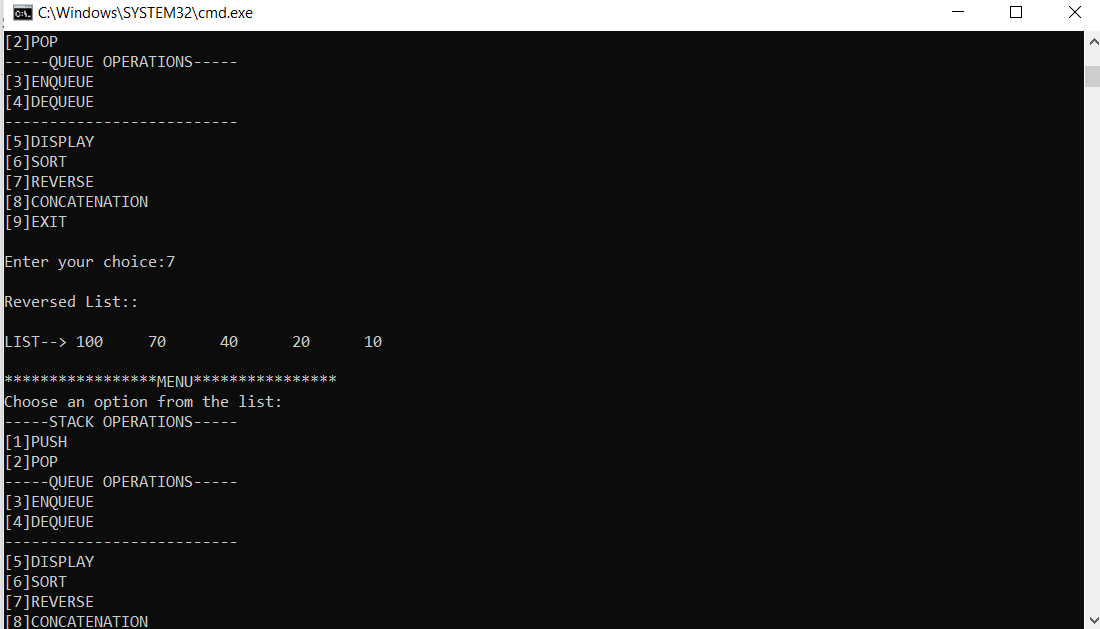 C:\Windows\SYSTEM32\cmd.exe
[2]POP
-----QUEUE OPERATIONS-----
[3]ENQUEUE
[4]DEQUEUE
--------------------------
[5]DISPLAY
[6]SORT
[7]REVERSE
[8]CONCATENATION
[9]EXIT
Enter your choice:7
Reversed List::
LIST--> 100     70      40      20      10
*****************MENU****************
Choose an option from the list:
-----STACK OPERATIONS-----
[1]PUSH
[2]POP
-----QUEUE OPERATIONS-----
[3]ENQUEUE
[4]DEQUEUE
--------------------------
[5]DISPLAY
[6]SORT
[7]REVERSE
[8]CONCATENATION